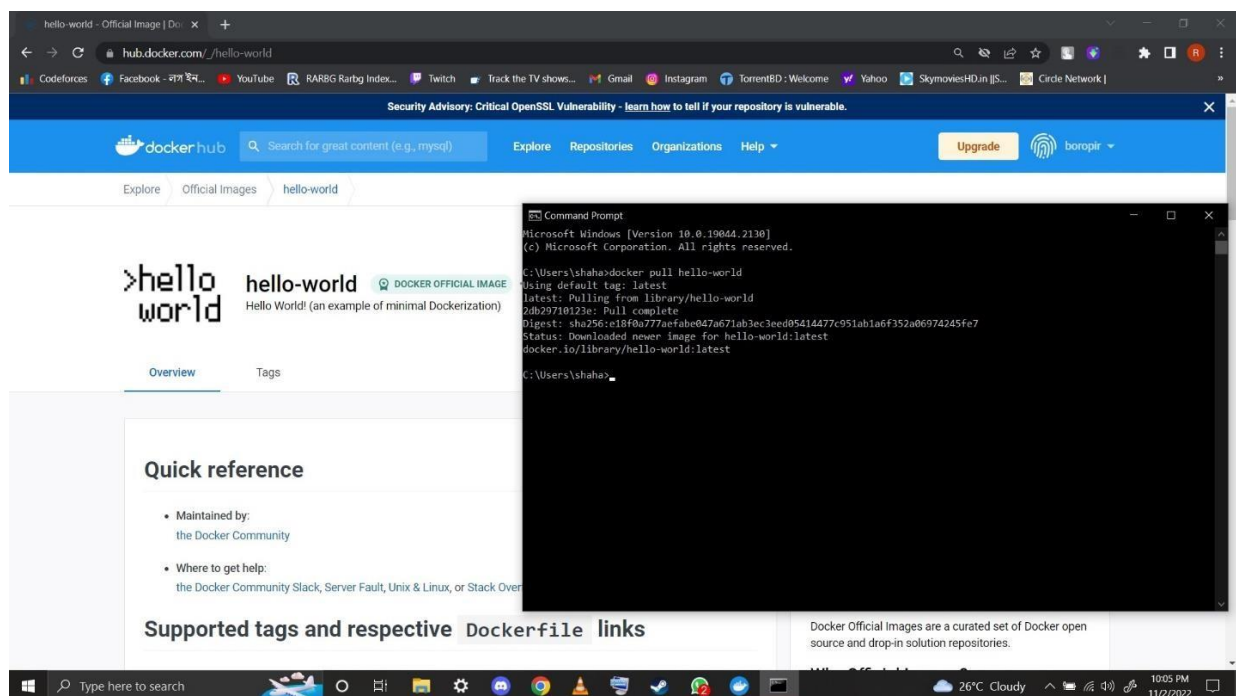 hello-world - Official Image | Do
hub.docker.com/_/hello-world
Codeforces Facebook - লগ ইন... YouTube RARBG Rarbg Index... Twitch Track the TV shows... Gmail Instagram TorrentBD : Welcome Yahoo SkymoviesHD.in ||S... Circle Network | »
Security Advisory: Critical OpenSSL Vulnerability - learn how to tell if your repository is vulnerable.
docker hub Search for great content (e.g., mysql) Explore Repositories Organizations Help Upgrade boropir
Explore Official Images hello-world
>hello
world
hello-world DOCKER OFFICIAL IMAGE
Hello World! (an example of minimal Dockerization)
Overview Tags
Quick reference
• Maintained by:
the Docker Community
• Where to get help:
the Docker Community Slack, Server Fault, Unix & Linux, or Stack Over
Supported tags and respective Dockerfile links
Command Prompt
Microsoft Windows [Version 10.0.19044.2130]
(c) Microsoft Corporation. All rights reserved.
C:\Users\shaha>docker pull hello-world
Using default tag: latest
latest: Pulling from library/hello-world
2db29710123e: Pull complete
Digest: sha256:e18f0a777aefabe047a671ab3ec3eed05414477c951ab1a6f352a06974245fe7
Status: Downloaded newer image for hello-world:latest
docker.io/library/hello-world:latest
C:\Users\shaha>
Docker Official Images are a curated set of Docker open
source and drop-in solution repositories.
Type here to search
26°C Cloudy
10:05 PM
11/2/2022